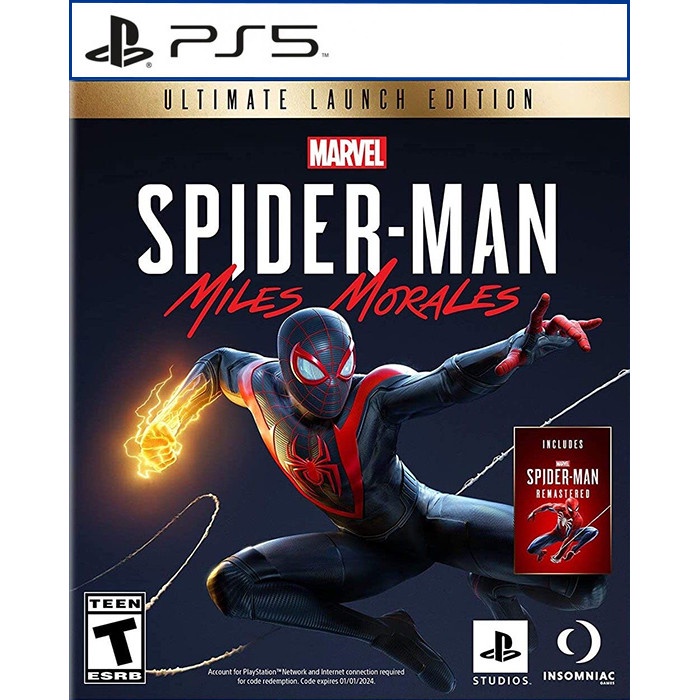 PS5
ULTIMATE LAUNCH EDITION
MARVEL
SPIDER-MAN
MILES MORALES
INCLUDES
MARVEL
SPIDER-MAN
REMASTERED
TEEN
T
ESRB
Account for PlayStation™Network and Internet connection required
for code redemption. Code expires 01/01/2024.
STUDIOS.
INSOMNIAC
GAMES